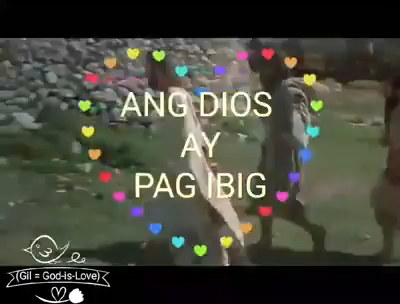 ANG DIOS
AY
PAG IBIG
(Gil = God-is-Love)